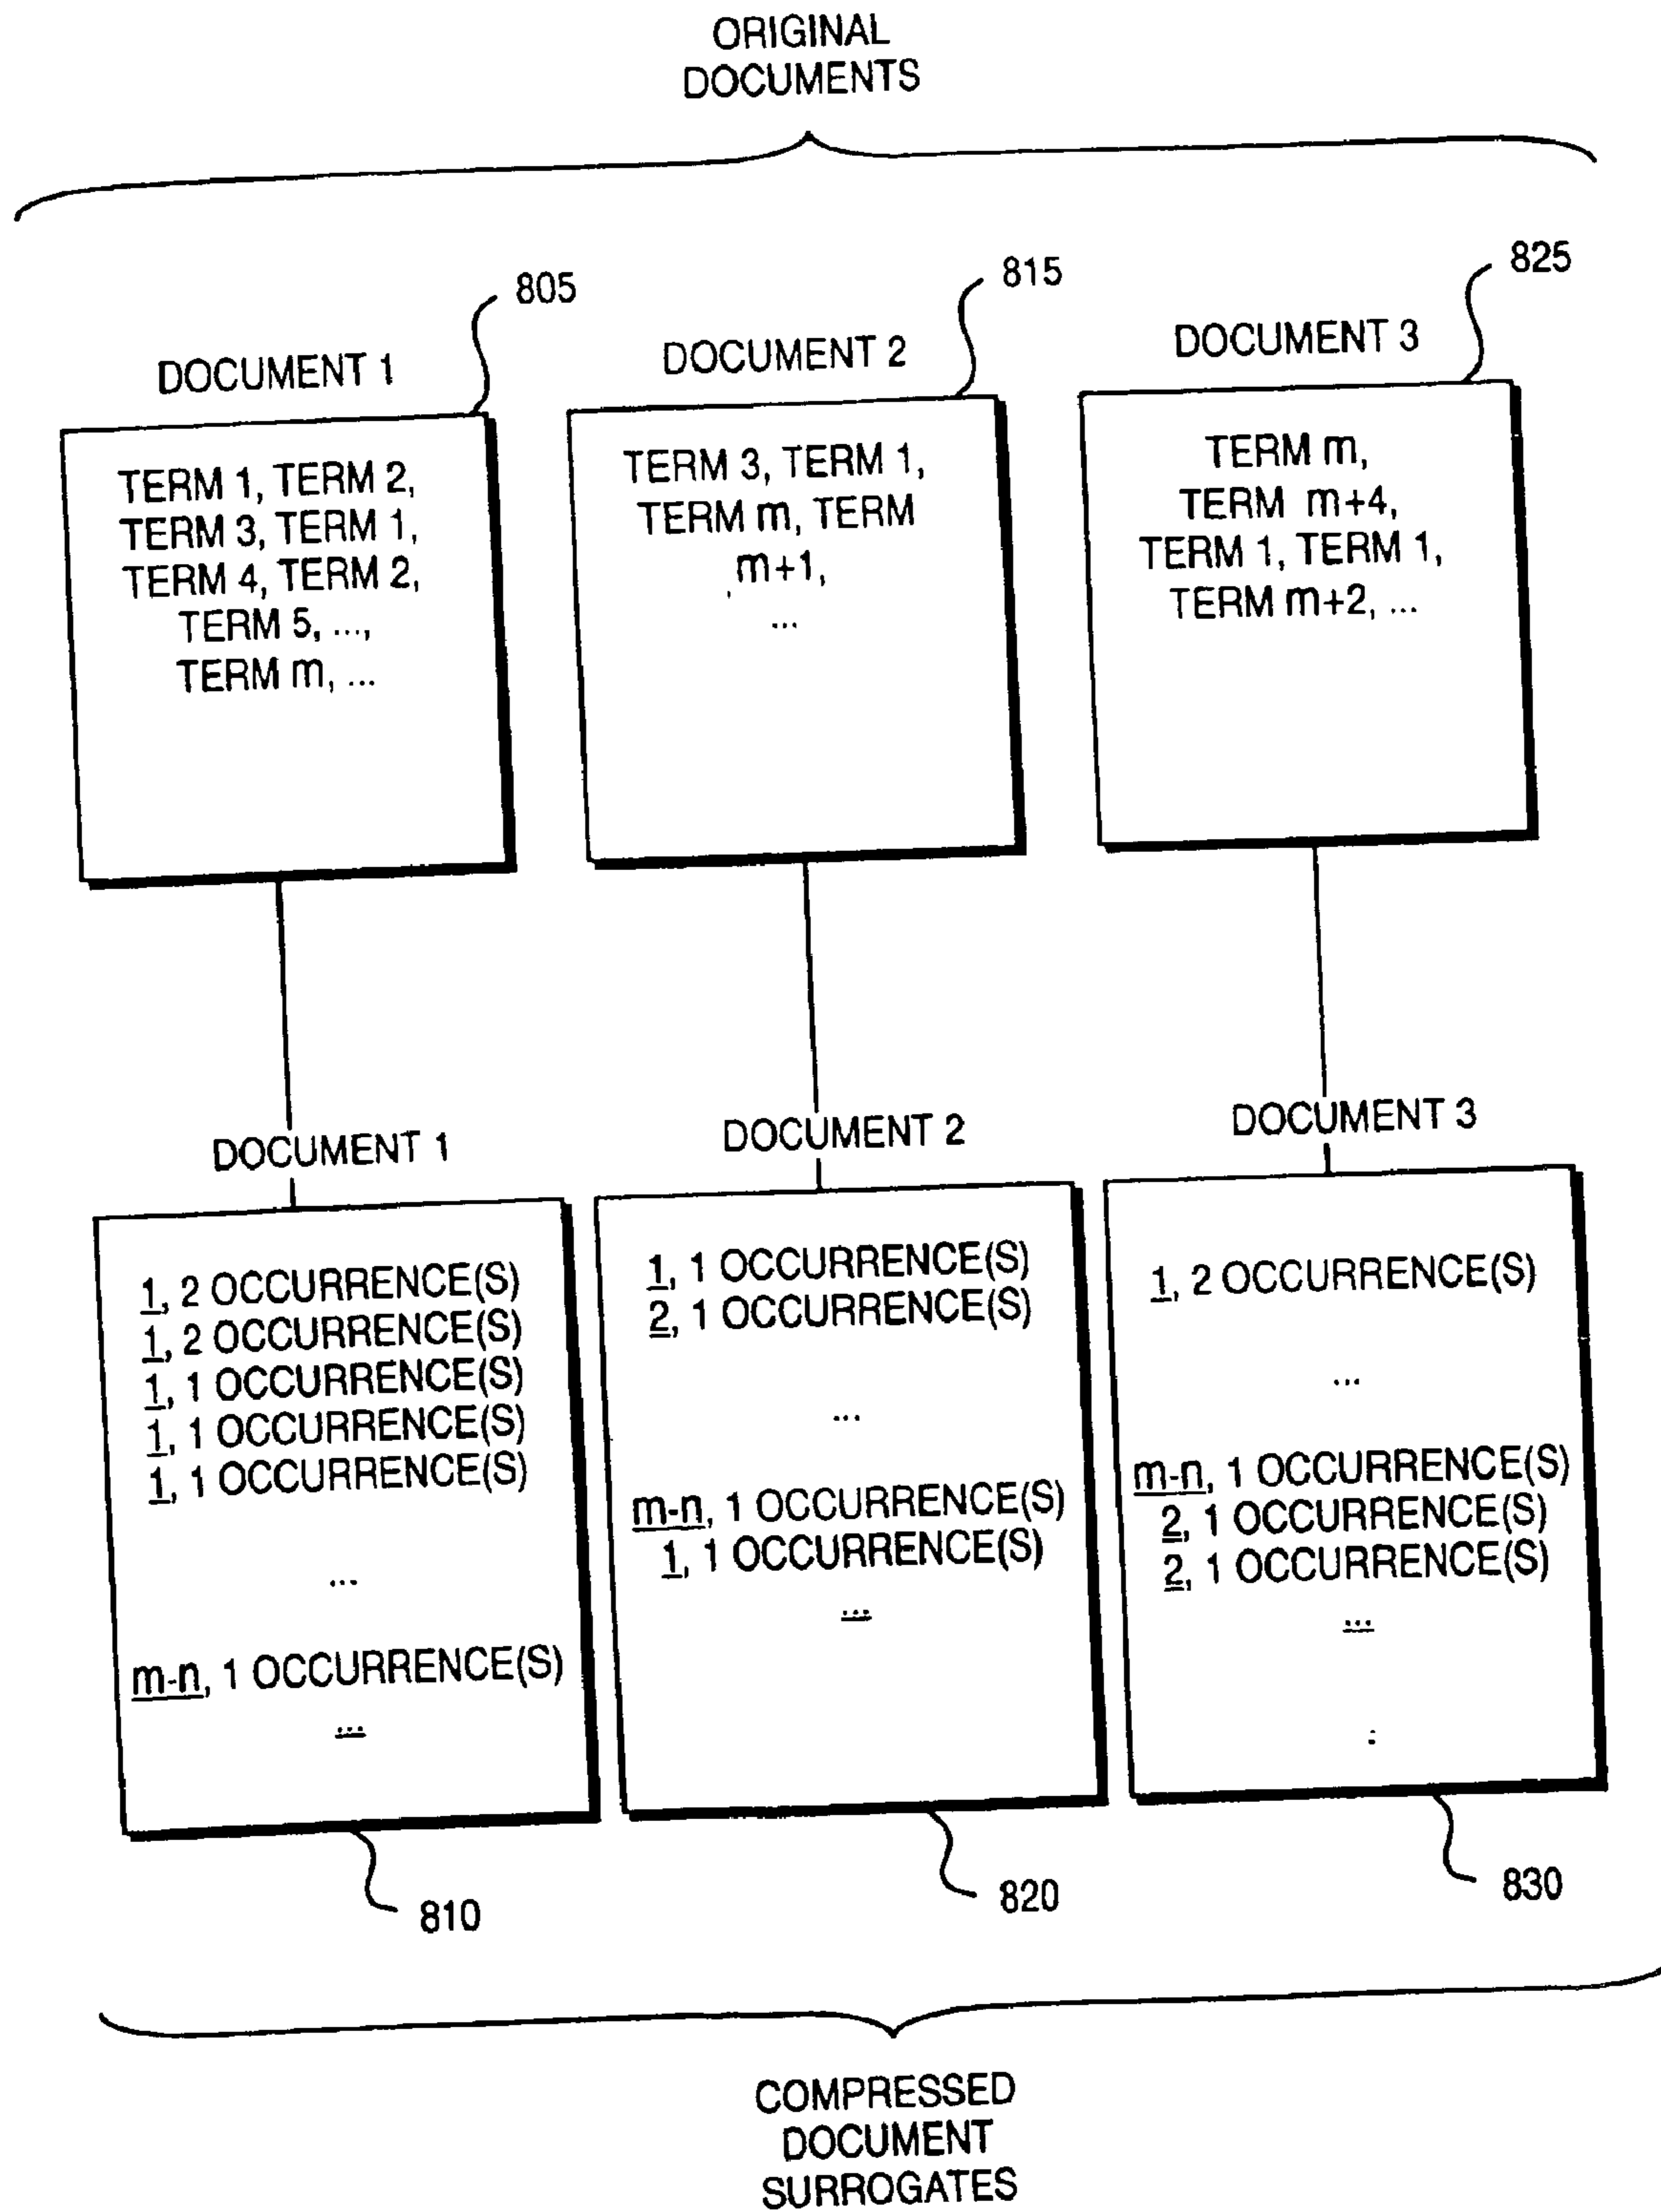 ORIGINAL
DOCUMENTS
805
815
825
DOCUMENT 1
DOCUMENT 2
DOCUMENT 3
TERM 1, TERM 2,
TERM 3, TERM 1,
TERM 4, TERM 2,
TERM 5, ...,
TERM m, ...
TERM 3, TERM 1,
TERM m, TERM
m+1,
...
TERM m,
TERM m+4,
TERM 1, TERM 1,
TERM m+2, ...
DOCUMENT 1
DOCUMENT 2
DOCUMENT 3
1, 2 OCCURRENCE(S)
1, 2 OCCURRENCE(S)
1, 1 OCCURRENCE(S)
1, 1 OCCURRENCE(S)
1, 1 OCCURRENCE(S)
...
m-n, 1 OCCURRENCE(S)
...
1, 1 OCCURRENCE(S)
2, 1 OCCURRENCE(S)
...
m-n, 1 OCCURRENCE(S)
1, 1 OCCURRENCE(S)
...
1, 2 OCCURRENCE(S)
...
m-n, 1 OCCURRENCE(S)
2, 1 OCCURRENCE(S)
2, 1 OCCURRENCE(S)
...
:
810
820
830
COMPRESSED
DOCUMENT
SURROGATES